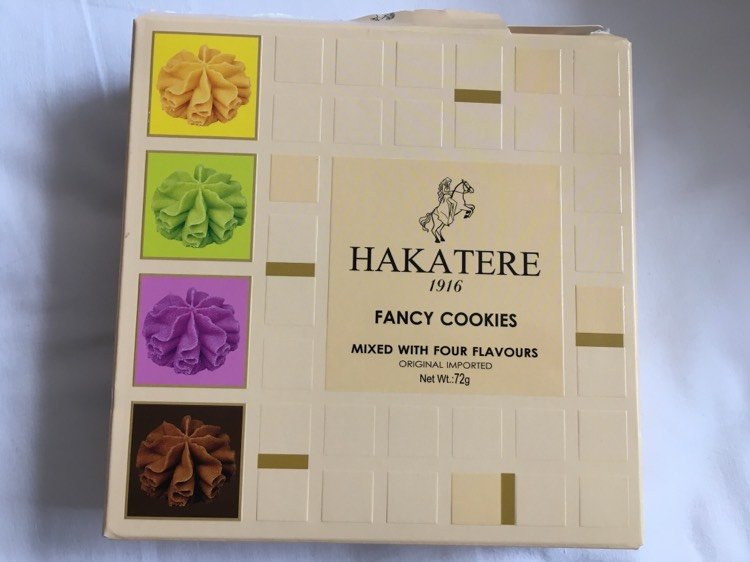 HAKATERE
1916
FANCY COOKIES
MIXED WITH FOUR FLAVOURS
ORIGINAL IMPORTED
Net Wt.:72g